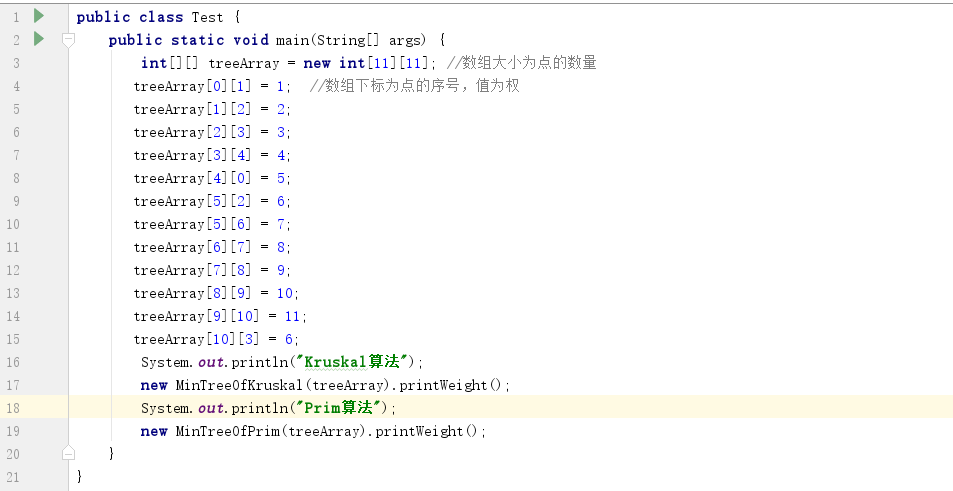 1 public class Test {
2 public static void main(String[] args) {
3 int[][] treeArray = new int[11][11]; //数组大小为点的数量
4 treeArray[0][1] = 1; //数组下标为点的序号，值为权
5 treeArray[1][2] = 2;
6 treeArray[2][3] = 3;
7 treeArray[3][4] = 4;
8 treeArray[4][0] = 5;
9 treeArray[5][2] = 6;
10 treeArray[5][6] = 7;
11 treeArray[6][7] = 8;
12 treeArray[7][8] = 9;
13 treeArray[8][9] = 10;
14 treeArray[9][10] = 11;
15 treeArray[10][3] = 6;
16 System.out.println("Kruskal算法");
17 new MinTreeOfKruskal(treeArray).printWeight();
18 System.out.println("Prim算法");
19 new MinTreeOfPrim(treeArray).printWeight();
20 }
21 }